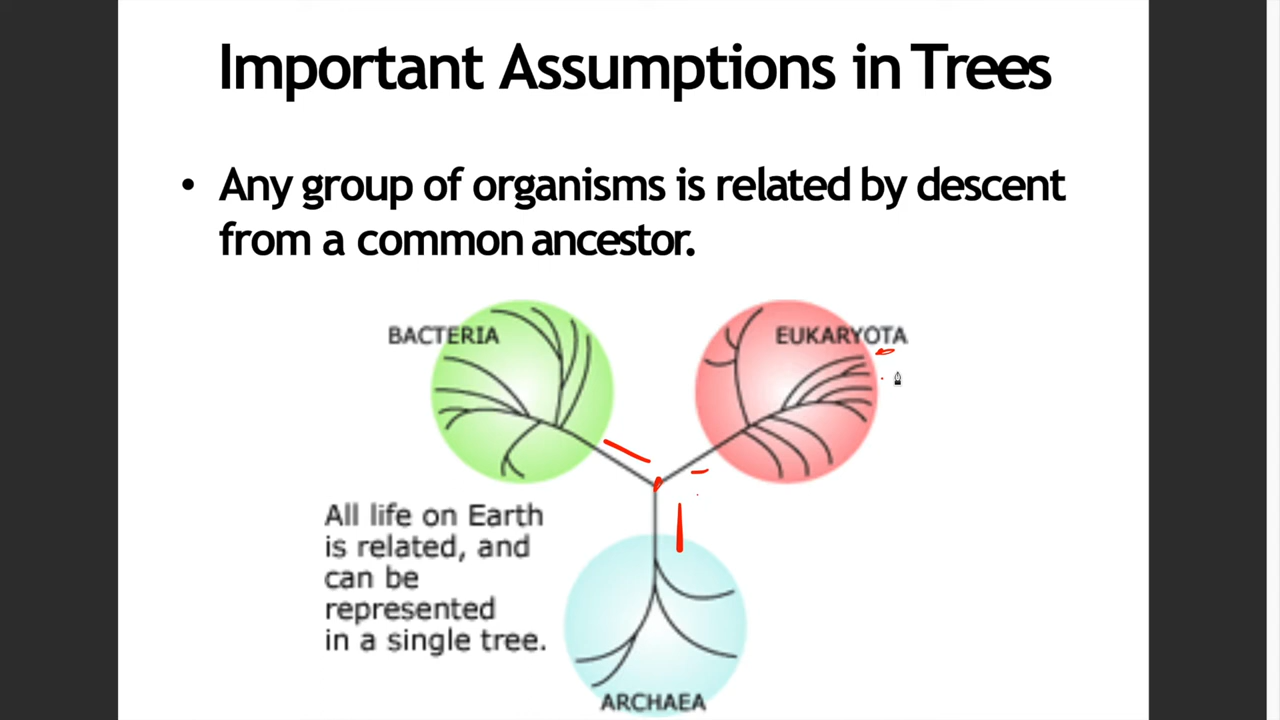 Important Assumptions in Trees
• Any group of organisms is related by descent
from a common ancestor.
BACTERIA
EUKARYOTA
All life on Earth
is related, and
can be
represented
in a single tree.
ARCHAEA